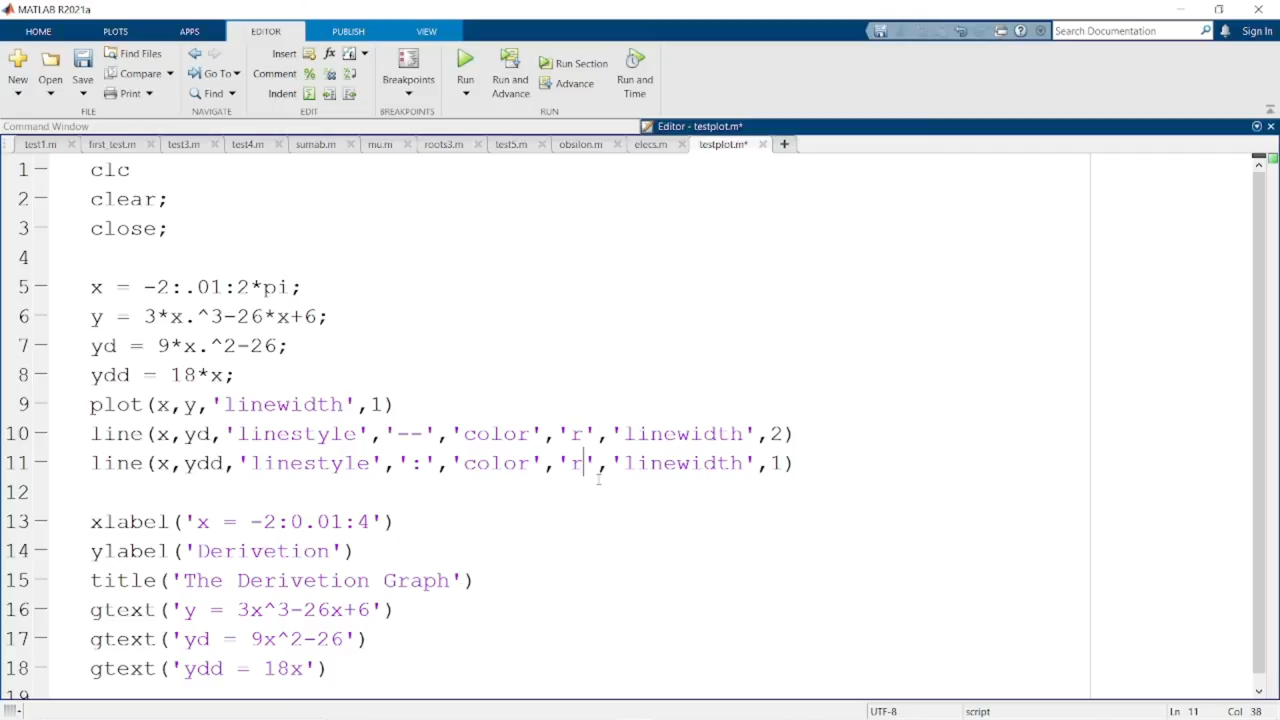 MATLAB R2021a
HOME PLOTS APPS EDITOR PUBLISH VIEW Search Documentation Sign In
New Open Save Find Files Compare Print
Go To Find
Insert fx Comment Indent
Breakpoints
Run Run and Advance Run Section Advance Run and Time
FILE NAVIGATE EDIT BREAKPOINTS RUN
Command Window Editor - testplot.m*
test1.m first_test.m test3.m test4.m sumab.m mu.m roots3.m test5.m obsilon.m elecs.m testplot.m*
1 clc
2 clear;
3 close;
4
5 x = -2:.01:2*pi;
6 y = 3*x.^3-26*x+6;
7 yd = 9*x.^2-26;
8 ydd = 18*x;
9 plot(x,y,'linewidth',1)
10 line(x,yd,'linestyle','--','color','r','linewidth',2)
11 line(x,ydd,'linestyle',':','color','r','linewidth',1)
12
13 xlabel('x = -2:0.01:4')
14 ylabel('Derivetion')
15 title('The Derivetion Graph')
16 gtext('y = 3x^3-26x+6')
17 gtext('yd = 9x^2-26')
18 gtext('ydd = 18x')
19
UTF-8 script Ln 11 Col 38